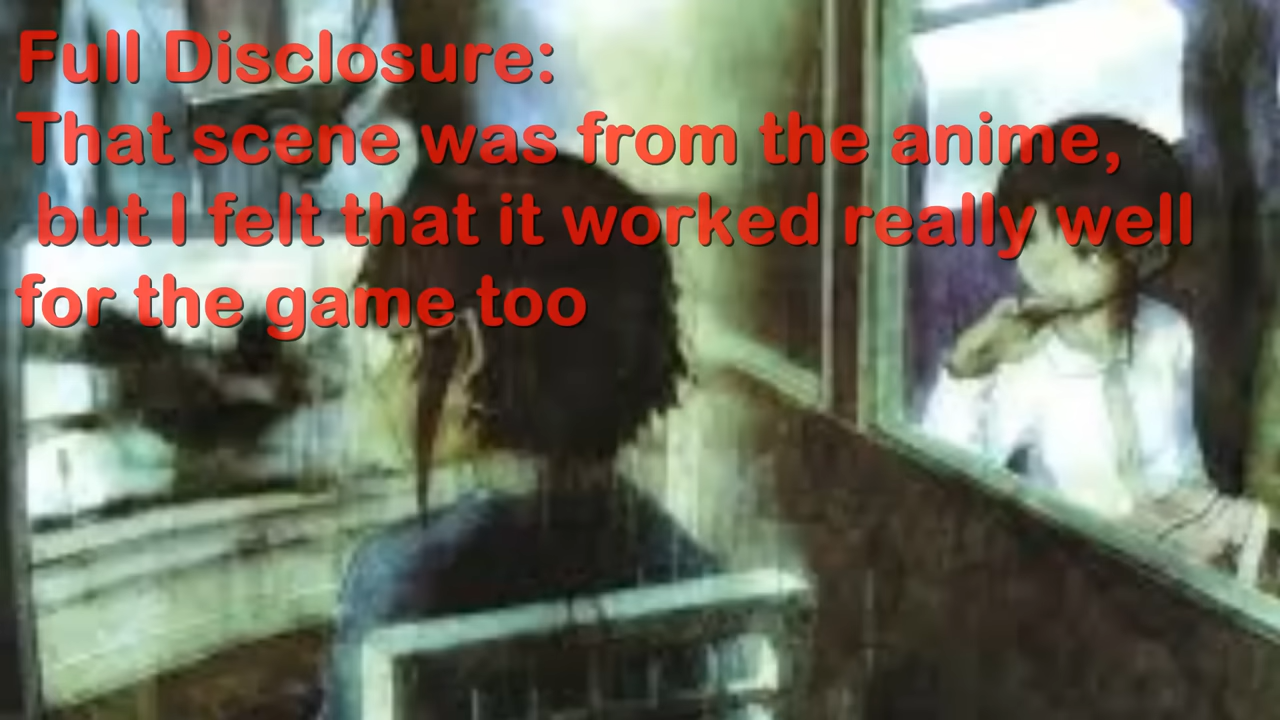 Full Disclosure:
That scene was from the anime,
but I felt that it worked really well
for the game too